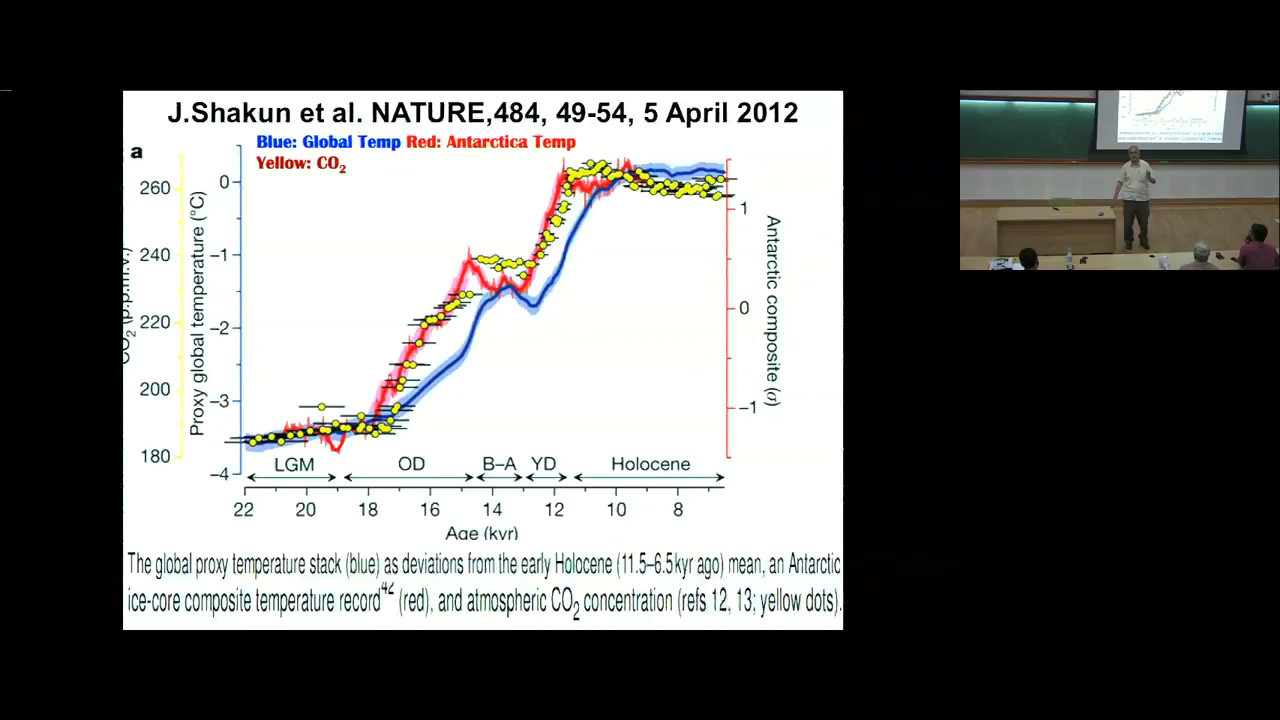 J.Shakun et al. NATURE,484, 49-54, 5 April 2012
Blue: Global Temp Red: Antarctica Temp
Yellow: CO2
a
CO2 (p.p.m.v.)
260
240
220
200
180
Proxy global temperature (°C)
0
−1
−2
−3
−4
1
0
−1
Antarctic composite (σ)
LGM OD B–A YD Holocene
22 20 18 16 14 12 10 8
Age (kyr)
The global proxy temperature stack (blue) as deviations from the early Holocene (11.5–6.5 kyr ago) mean, an Antarctic
ice-core composite temperature record42 (red), and atmospheric CO2 concentration (refs 12, 13; yellow dots).